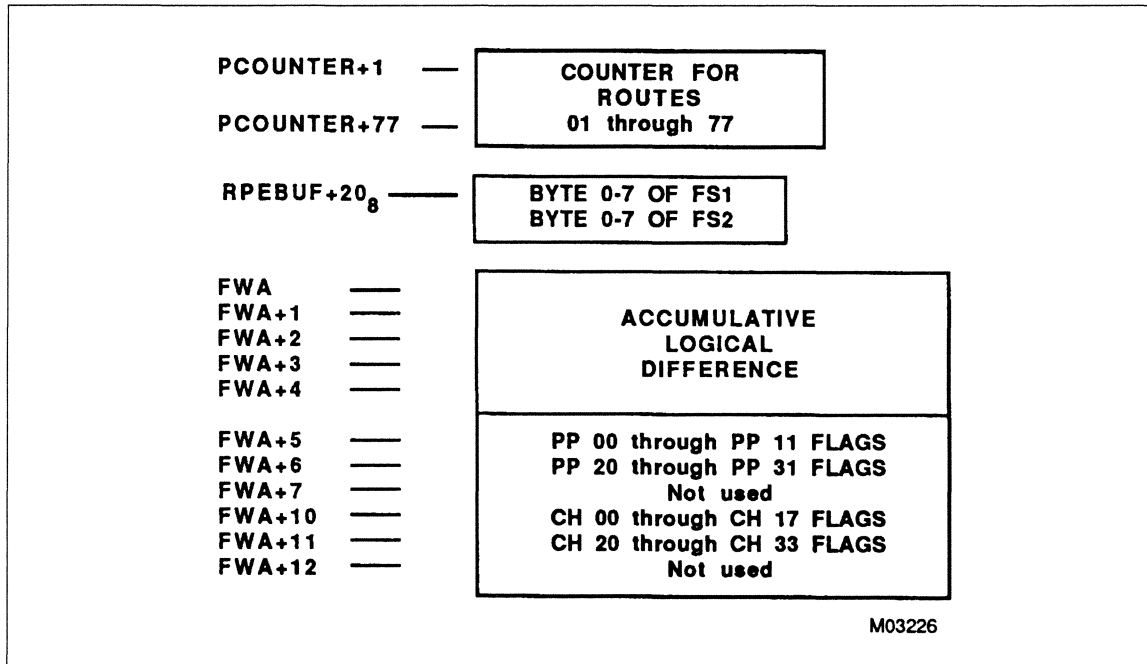 PCOUNTER+1 — COUNTER FOR
ROUTES
PCOUNTER+77 — 01 through 77
RPEBUF+20₈ — BYTE 0-7 OF FS1
BYTE 0-7 OF FS2
FWA —
FWA+1 — ACCUMULATIVE
FWA+2 — LOGICAL
FWA+3 — DIFFERENCE
FWA+4 —
FWA+5 — PP 00 through PP 11 FLAGS
FWA+6 — PP 20 through PP 31 FLAGS
FWA+7 — Not used
FWA+10 — CH 00 through CH 17 FLAGS
FWA+11 — CH 20 through CH 33 FLAGS
FWA+12 — Not used
M03226